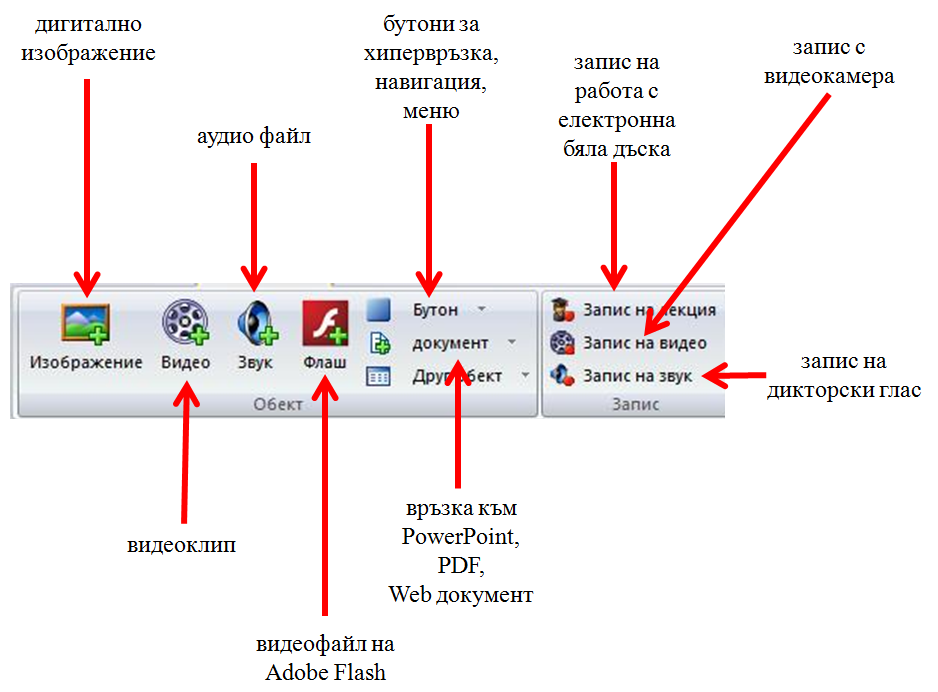 дигитално
изображение
аудио файл
бутони за
хипервръзка,
навигация,
меню
запис на
работа с
електронна
бяла дъска
запис с
видеокамера
Изображение
Видео
Звук
Флаш
Бутон
документ
Друг обект
Обект
Запис на лекция
Запис на видео
Запис на звук
Запис
запис на
дикторски глас
видеоклип
видеофайл на
Adobe Flash
връзка към
PowerPoint,
PDF,
Web документ